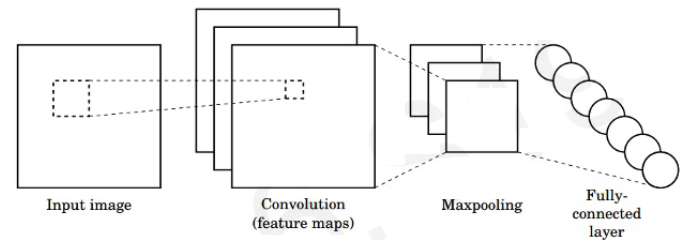 Input image
Convolution
(feature maps)
Maxpooling
Fully-
connected
layer